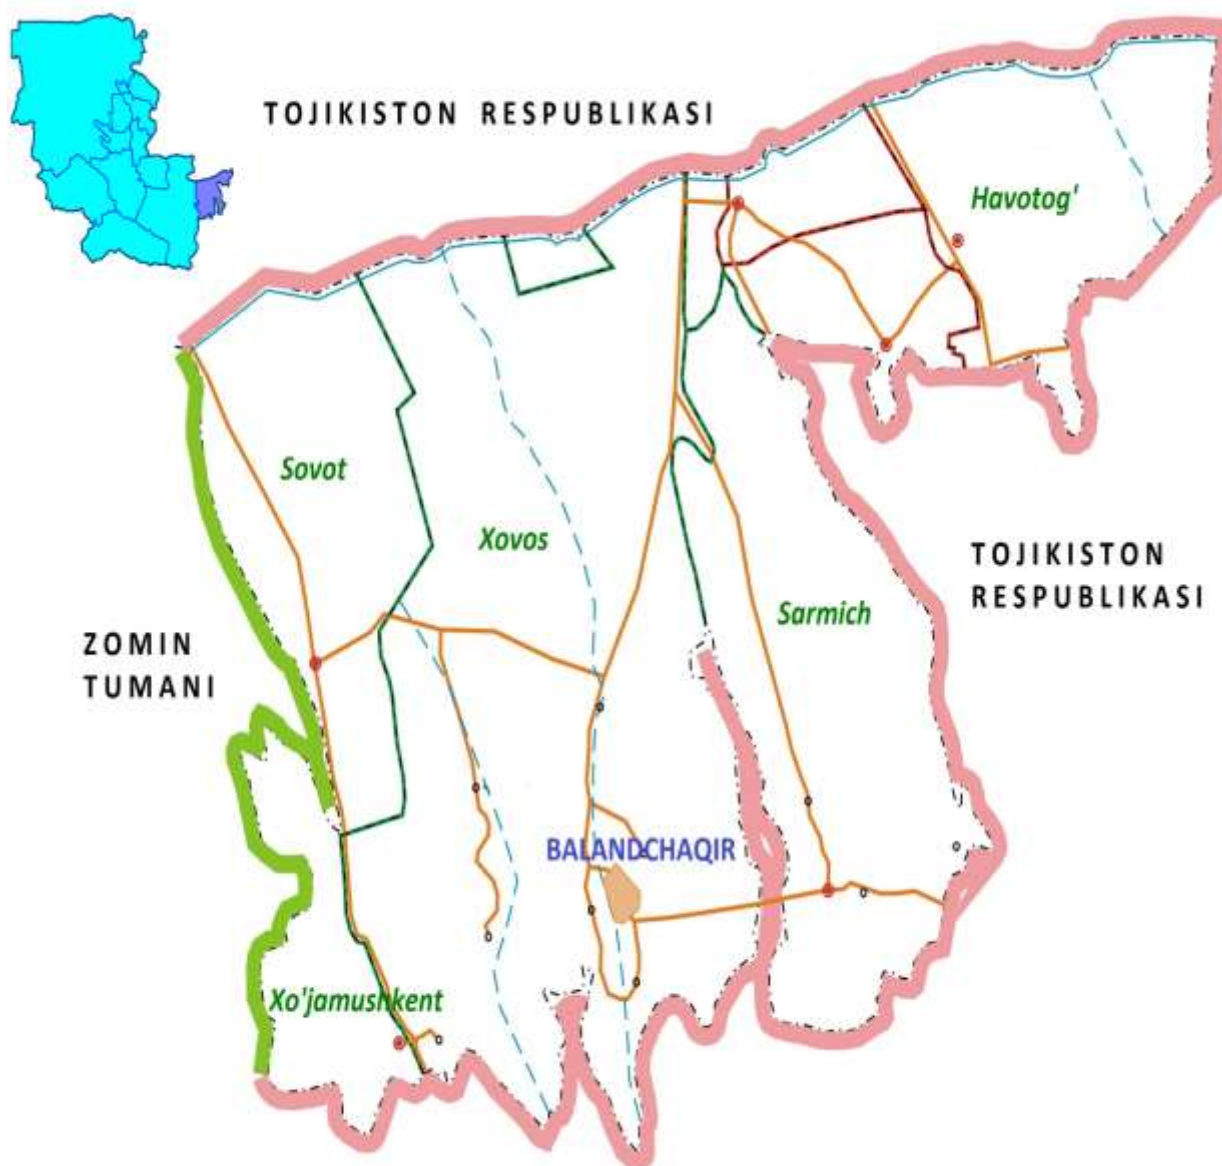 TOJIKISTON RESPUBLIKASI
Havotog'
Sovot
Xovos
TOJIKISTON
RESPUBLIKASI
Sarmich
ZOMIN
TUMANI
BALANDCHAQIR
Xo'jamushkent